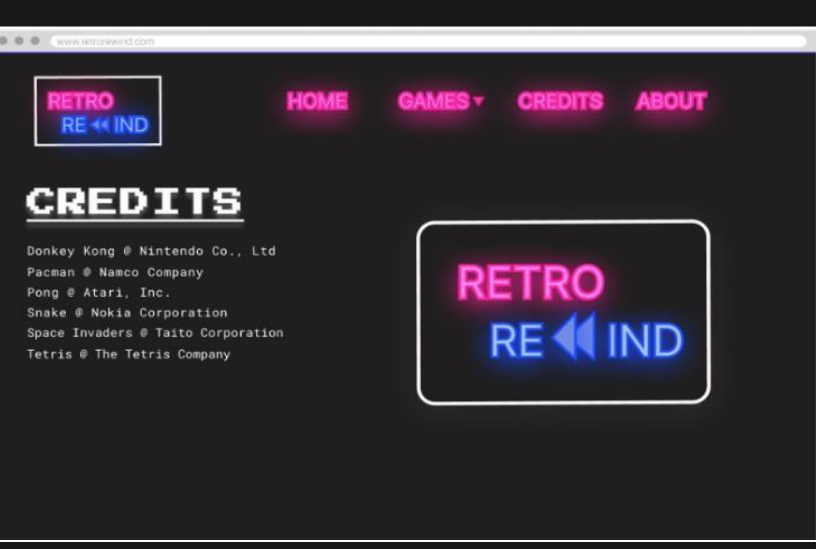 www.retrorewind.com
RETRO
RE IND
HOME GAMES CREDITS ABOUT
CREDITS
Donkey Kong @ Nintendo Co., Ltd
Pacman @ Namco Company
Pong @ Atari, Inc.
Snake @ Nokia Corporation
Space Invaders @ Taito Corporation
Tetris @ The Tetris Company
RETRO
RE IND